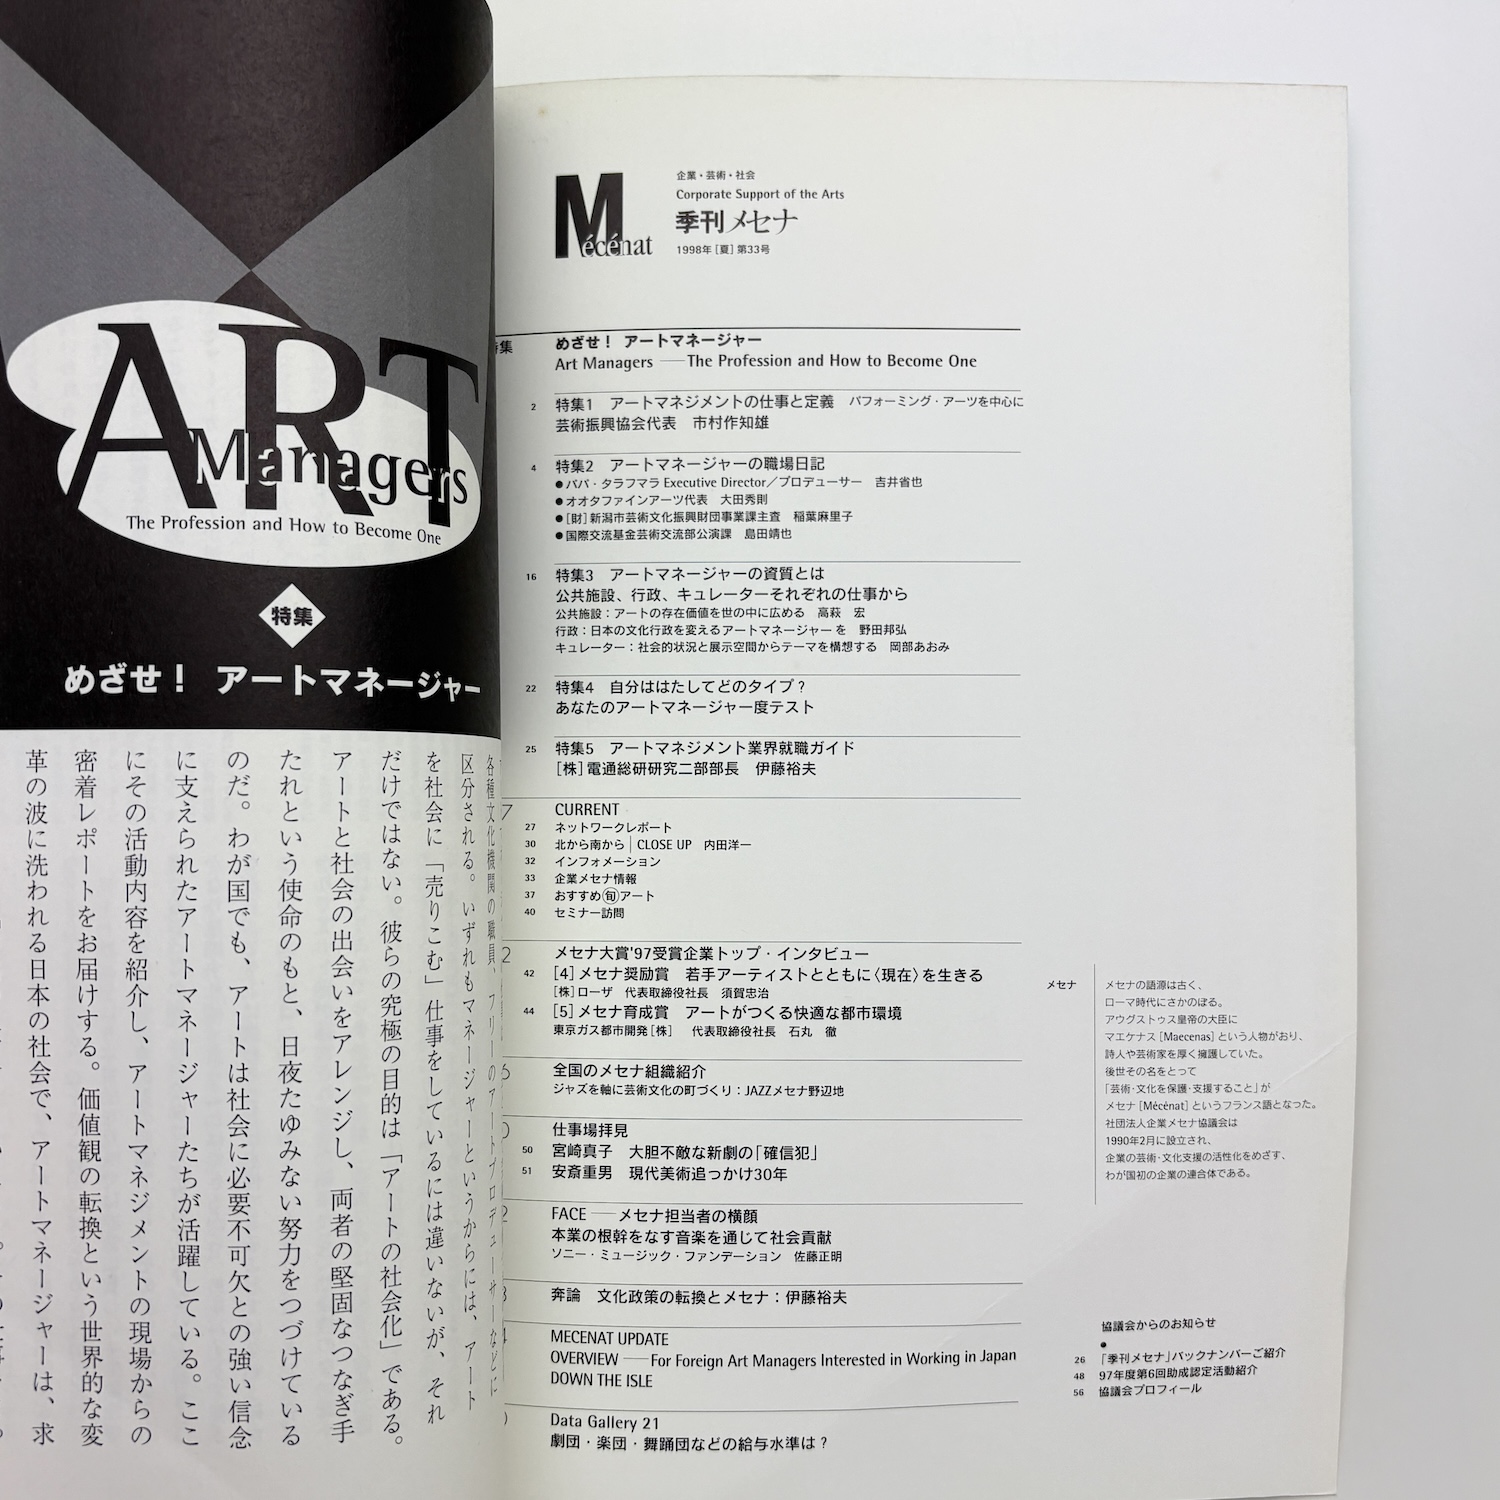 ART
Managers
The Profession and How to Become One
特集
めざせ！ アートマネージャー
各種文化機関の職員、フリーのアートプロデューサーなどに
区分される。いずれもマネージャーというからには、アート
を社会に「売りこむ」仕事をしているには違いないが、それ
だけではない。彼らの究極の目的は「アートの社会化」である。
アートと社会の出会いをアレンジし、両者の堅固なつなぎ手
たれという使命のもと、日夜たゆみない努力をつづけている
のだ。わが国でも、アートは社会に必要不可欠との強い信念
に支えられたアートマネージャーたちが活躍している。ここ
にその活動内容を紹介し、アートマネジメントの現場からの
密着レポートをお届けする。価値観の転換という世界的な変
革の波に洗われる日本の社会で、アートマネージャーは、求
Mécénat
企業・芸術・社会
Corporate Support of the Arts
季刊メセナ
1998年［夏］第33号
特集 めざせ！ アートマネージャー
Art Managers ── The Profession and How to Become One
2 特集1 アートマネジメントの仕事と定義 パフォーミング・アーツを中心に
芸術振興協会代表 市村作知雄
4 特集2 アートマネージャーの職場日記
●パパ・タラフマラ Executive Director／プロデューサー 吉井省也
●オオタファインアーツ代表 大田秀則
●［財］新潟市芸術文化振興財団事業課主査 稲葉麻里子
●国際交流基金芸術交流部公演課 島田靖也
16 特集3 アートマネージャーの資質とは
公共施設、行政、キュレーターそれぞれの仕事から
公共施設：アートの存在価値を世の中に広める 高萩 宏
行政：日本の文化行政を変えるアートマネージャーを 野田邦弘
キュレーター：社会的状況と展示空間からテーマを構想する 岡部あおみ
22 特集4 自分ははたしてどのタイプ？
あなたのアートマネージャー度テスト
25 特集5 アートマネジメント業界就職ガイド
［株］電通総研研究二部部長 伊藤裕夫
CURRENT
27 ネットワークレポート
30 北から南から｜CLOSE UP 内田洋一
32 インフォメーション
33 企業メセナ情報
37 おすすめ旬アート
40 セミナー訪問
メセナ大賞'97受賞企業トップ・インタビュー
42 ［4］メセナ奨励賞 若手アーティストとともに〈現在〉を生きる
［株］ローザ 代表取締役社長 須賀忠治
44 ［5］メセナ育成賞 アートがつくる快適な都市環境
東京ガス都市開発［株］ 代表取締役社長 石丸 徹
全国のメセナ組織紹介
ジャズを軸に芸術文化の町づくり：JAZZメセナ野辺地
仕事場拝見
50 宮崎真子 大胆不敵な新劇の「確信犯」
51 安斎重男 現代美術追っかけ30年
FACE ── メセナ担当者の横顔
本業の根幹をなす音楽を通じて社会貢献
ソニー・ミュージック・ファンデーション 佐藤正明
奔論 文化政策の転換とメセナ：伊藤裕夫
MECENAT UPDATE
OVERVIEW ── For Foreign Art Managers Interested in Working in Japan
DOWN THE ISLE
Data Gallery 21
劇団・楽団・舞踊団などの給与水準は？
メセナ
メセナの語源は古く、
ローマ時代にさかのぼる。
アウグストゥス皇帝の大臣に
マエケナス［Maecenas］という人物がおり、
詩人や芸術家を厚く擁護していた。
後世その名をとって
「芸術・文化を保護・支援すること」が
メセナ［Mécénat］というフランス語となった。
社団法人企業メセナ協議会は
1990年2月に設立され、
企業の芸術・文化支援の活性化をめざす、
わが国初の企業の連合体である。
協議会からのお知らせ
●
26 「季刊メセナ」バックナンバーご紹介
48 97年度第6回助成認定活動紹介
56 協議会プロフィール